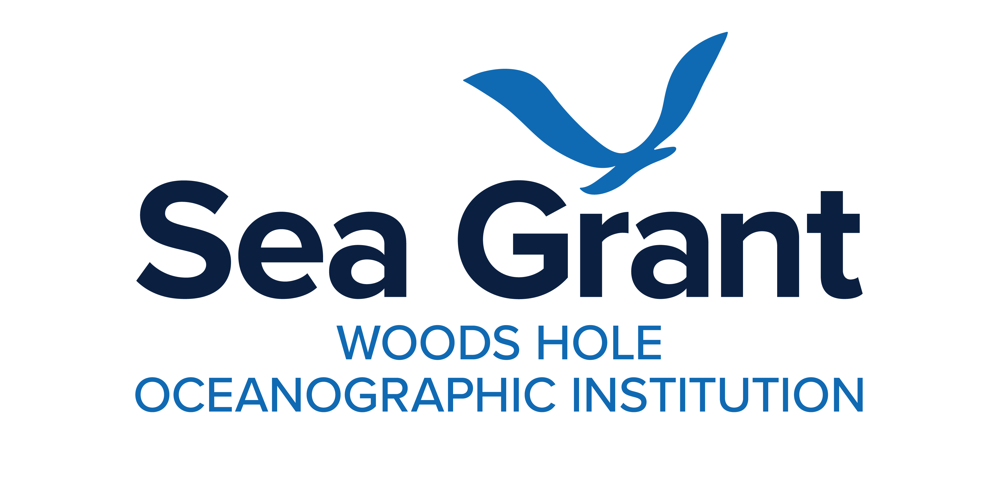 Sea Grant
WOODS HOLE
OCEANOGRAPHIC INSTITUTION